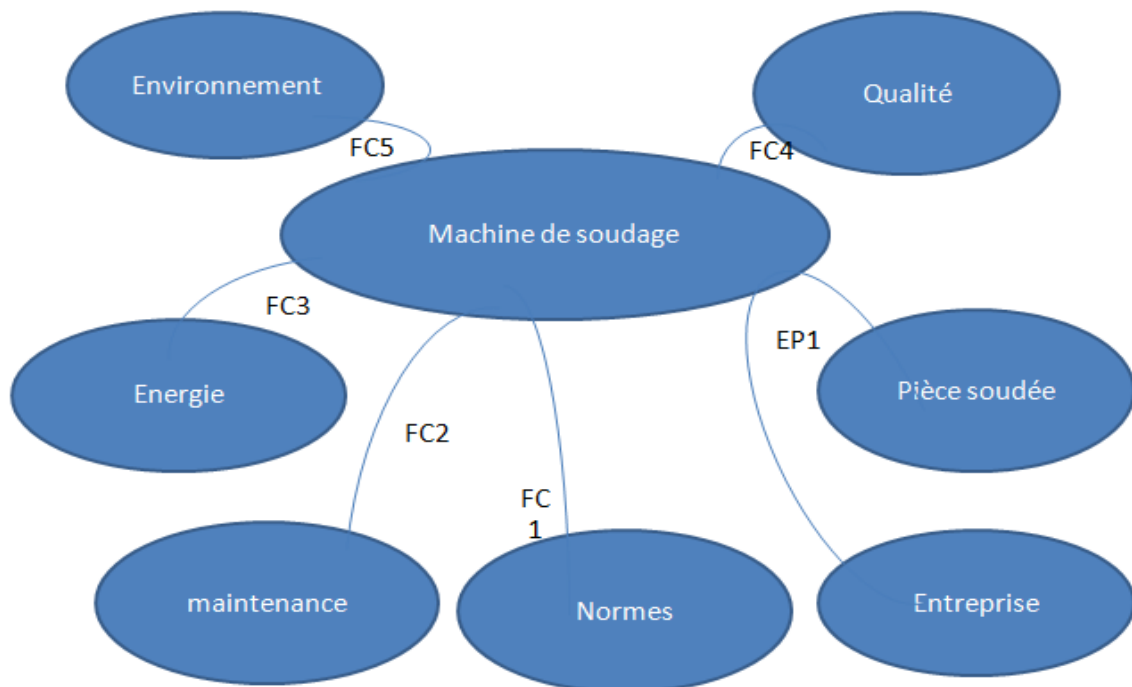 Environnement
Qualité
FC5
FC4
Machine de soudage
FC3
EP1
Energie
Pièce soudée
FC2
FC
1
maintenance
Normes
Entreprise